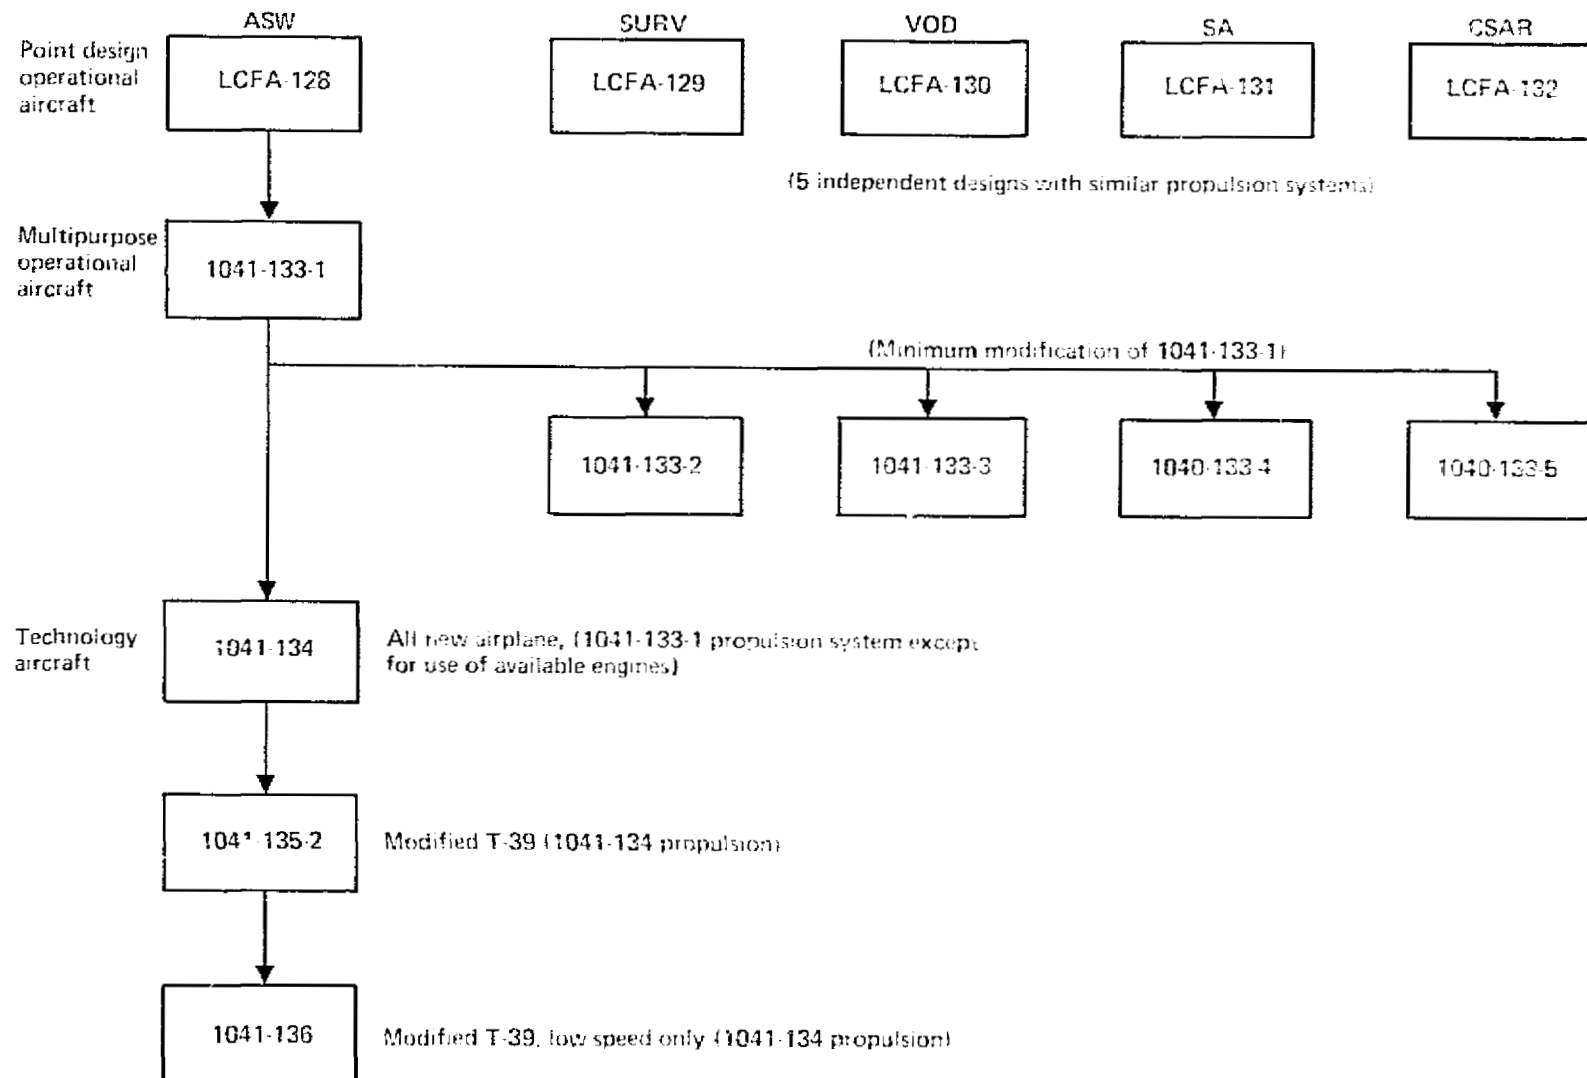 ASW SURV VOD SA CSAR
Point design
operational
aircraft
LCFA-128 LCFA-129 LCFA-130 LCFA-131 LCFA-132
(5 independent designs with similar propulsion systems)
Multipurpose
operational
aircraft
1041-133-1
(Minimum modification of 1041-133-1)
1041-133-2 1041-133-3 1040-133-4 1040-133-5
Technology
aircraft
1041-134
All new airplane, (1041-133-1 propulsion system except
for use of available engines)
1041-135-2
Modified T-39 (1041-134 propulsion)
1041-136
Modified T-39, low speed only (1041-134 propulsion)